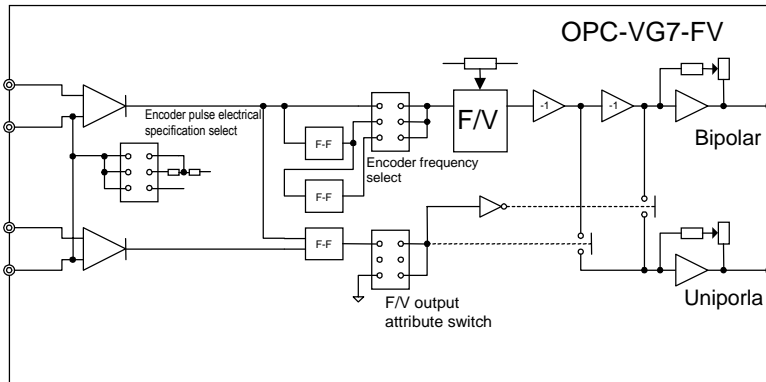 OPC-VG7-FV
Encoder pulse electrical
specification select
F-F
F-F
Encoder frequency
select
F/V
-1
-1
Bipolar
F-F
F/V output
attribute switch
Uniporla